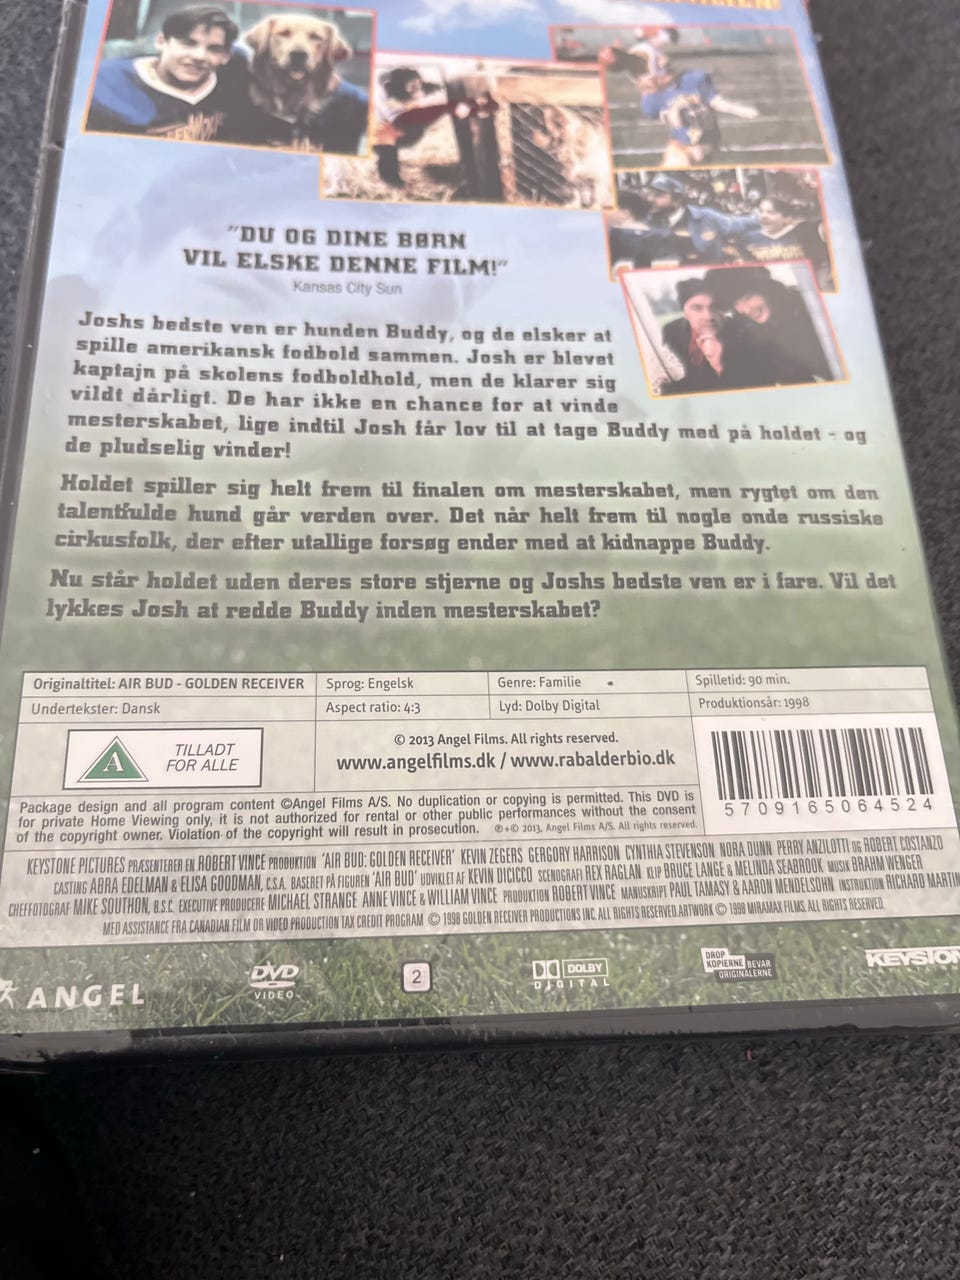 "DU OG DINE BØRN
VIL ELSKE DENNE FILM!"
Kansas City Sun
Joshs bedste ven er hunden Buddy, og de elsker at
spille amerikansk fodbold sammen. Josh er blevet
kaptajn på skolens fodboldhold, men de klarer sig
vildt dårligt. De har ikke en chance for at vinde
mesterskabet, lige indtil Josh får lov til at tage Buddy med på holdet - og
de pludselig vinder!
Holdet spiller sig helt frem til finalen om mesterskabet, men rygtet om den
talentfulde hund går verden over. Det når helt frem til nogle onde russiske
cirkusfolk, der efter utallige forsøg ender med at kidnappe Buddy.
Nu står holdet uden deres store stjerne og Joshs bedste ven er i fare. Vil det
lykkes Josh at redde Buddy inden mesterskabet?
Originaltitel: AIR BUD - GOLDEN RECEIVER
Sprog: Engelsk
Genre: Familie
Spilletid: 90 min.
Undertekster: Dansk
Aspect ratio: 4:3
Lyd: Dolby Digital
Produktionsår: 1998
A
TILLADT
FOR ALLE
© 2013 Angel Films. All rights reserved.
www.angelfilms.dk / www.rabalderbio.dk
5709165064524
Package design and all program content ©Angel Films A/S. No duplication or copying is permitted. This DVD is
for private Home Viewing only, it is not authorized for rental or other public performances without the consent
of the copyright owner. Violation of the copyright will result in prosecution. ℗+© 2013, Angel Films A/S. All rights reserved.
KEYSTONE PICTURES PRÆSENTERER EN ROBERT VINCE PRODUKTION 'AIR BUD: GOLDEN RECEIVER' KEVIN ZEGERS GERGORY HARRISON CYNTHIA STEVENSON NORA DUNN PERRY ANZILOTTI OG ROBERT COSTANZO
CASTING ABRA EDELMAN & ELISA GOODMAN, C.S.A. BASERET PÅ FIGUREN 'AIR BUD' UDVIKLET AF KEVIN DICICCO SCENOGRAFI REX RAGLAN KLIP BRUCE LANGE & MELINDA SEABROOK MUSIK BRAHM WENGER
CHEFFOTOGRAF MIKE SOUTHON, B.S.C. EXECUTIVE PRODUCERE MICHAEL STRANGE ANNE VINCE & WILLIAM VINCE PRODUKTION ROBERT VINCE MANUSKRIPT PAUL TAMASY & AARON MENDELSOHN INSTRUKTION RICHARD MARTIN
MED ASSISTANCE FRA CANADIAN FILM OR VIDEO PRODUCTION TAX CREDIT PROGRAM © 1998 GOLDEN RECEIVER PRODUCTIONS INC. ALL RIGHTS RESERVED. ARTWORK © 1998 MIRAMAX FILMS. ALL RIGHTS RESERVED.
ANGEL
DVD
VIDEO
2
DOLBY
DIGITAL
DROP
KOPIERNE BEVAR
ORIGINALERNE
KEYSTON